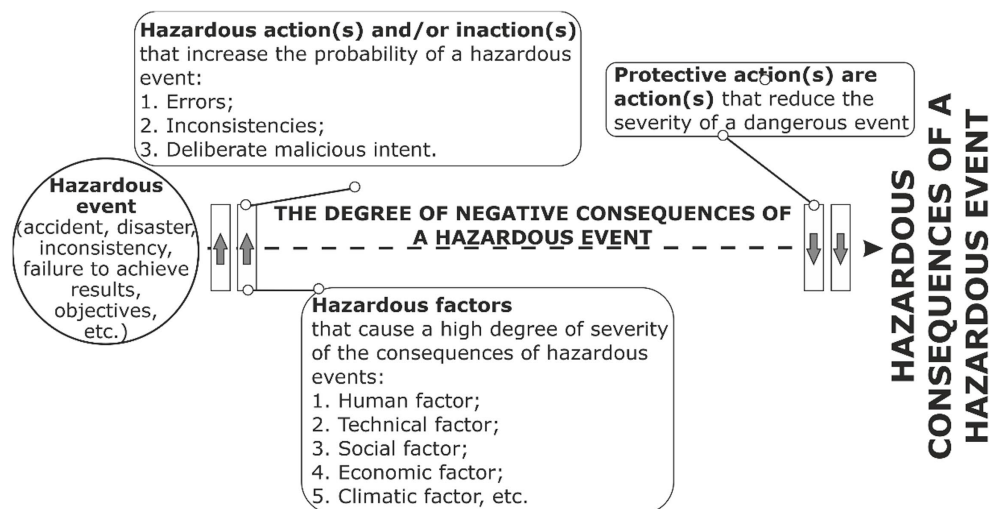 Hazardous action(s) and/or inaction(s)
that increase the probability of a hazardous
event:
1. Errors;
2. Inconsistencies;
3. Deliberate malicious intent.
Protective action(s) are
action(s) that reduce the
severity of a dangerous event
Hazardous
event
(accident, disaster,
inconsistency,
failure to achieve
results,
objectives,
etc.)
THE DEGREE OF NEGATIVE CONSEQUENCES OF
A HAZARDOUS EVENT
Hazardous factors
that cause a high degree of severity
of the consequences of hazardous
events:
1. Human factor;
2. Technical factor;
3. Social factor;
4. Economic factor;
5. Climatic factor, etc.
HAZARDOUS
CONSEQUENCES OF A
HAZARDOUS EVENT